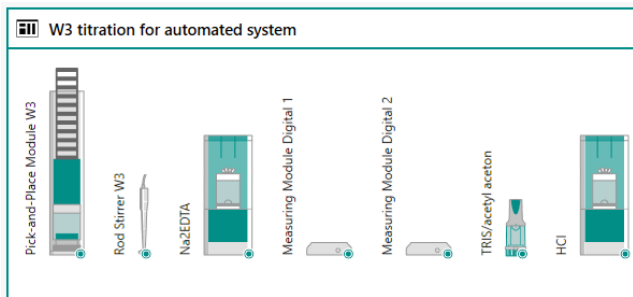 W3 titration for automated system
Pick-and-Place Module W3
Rod Stirrer W3
Na2EDTA
Measuring Module Digital 1
Measuring Module Digital 2
TRIS/acetyl aceton
HCl